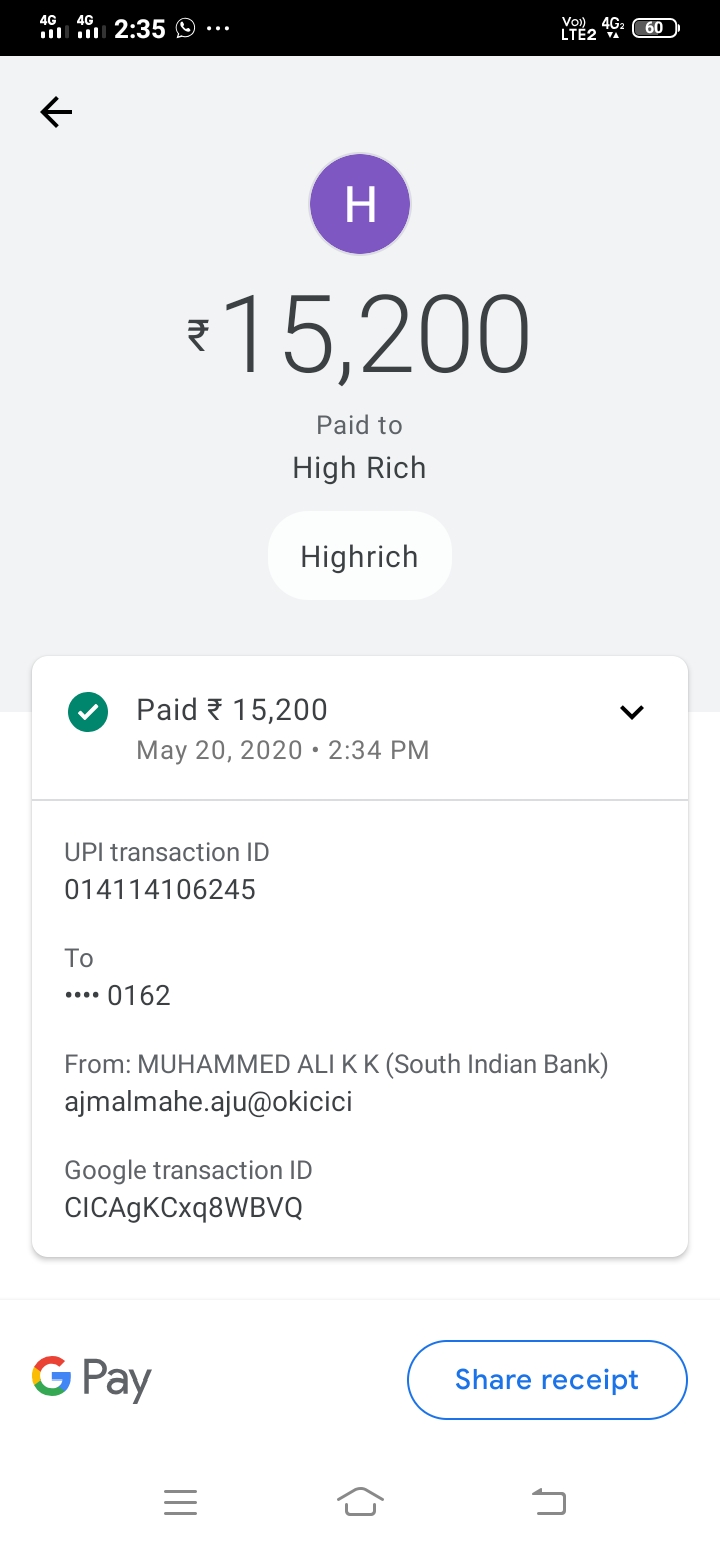 4G 4G 2:35 ...
Vo)) LTE2 4G2 60
H
₹15,200
Paid to
High Rich
Highrich
Paid ₹ 15,200
May 20, 2020 • 2:34 PM
UPI transaction ID
014114106245
To
•••• 0162
From: MUHAMMED ALI K K (South Indian Bank)
ajmalmahe.aju@okicici
Google transaction ID
CICAgKCxq8WBVQ
G Pay
Share receipt